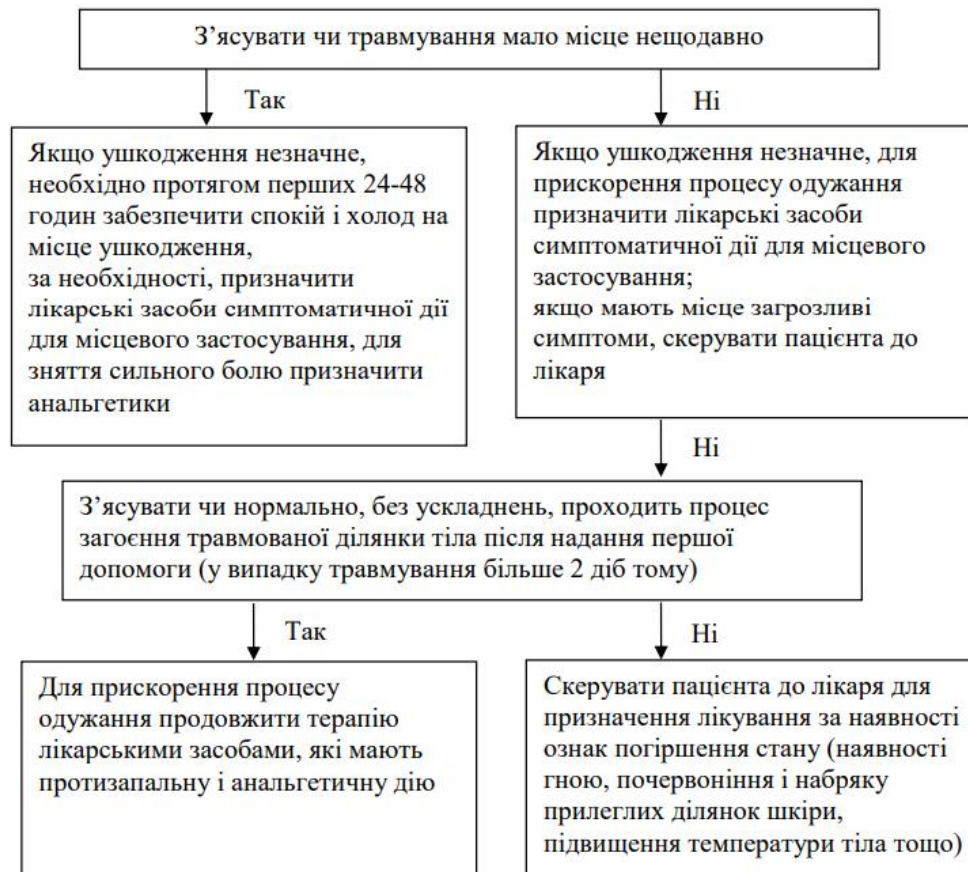 З’ясувати чи травмування мало місце нещодавно
Так
Ні
Якщо ушкодження незначне,
необхідно протягом перших 24-48
годин забезпечити спокій і холод на
місце ушкодження,
за необхідності, призначити
лікарські засоби симптоматичної дії
для місцевого застосування, для
зняття сильного болю призначити
анальгетики
Якщо ушкодження незначне, для
прискорення процесу одужання
призначити лікарські засоби
симптоматичної дії для місцевого
застосування;
якщо мають місце загрозливі
симптоми, скерувати пацієнта до
лікаря
Ні
З’ясувати чи нормально, без ускладнень, проходить процес
загоєння травмованої ділянки тіла після надання першої
допомоги (у випадку травмування більше 2 діб тому)
Так
Ні
Для прискорення процесу
одужання продовжити терапію
лікарськими засобами, які мають
протизапальну і анальгетичну дію
Скерувати пацієнта до лікаря для
призначення лікування за наявності
ознак погіршення стану (наявності
гною, почервоніння і набряку
прилеглих ділянок шкіри,
підвищення температури тіла тощо)